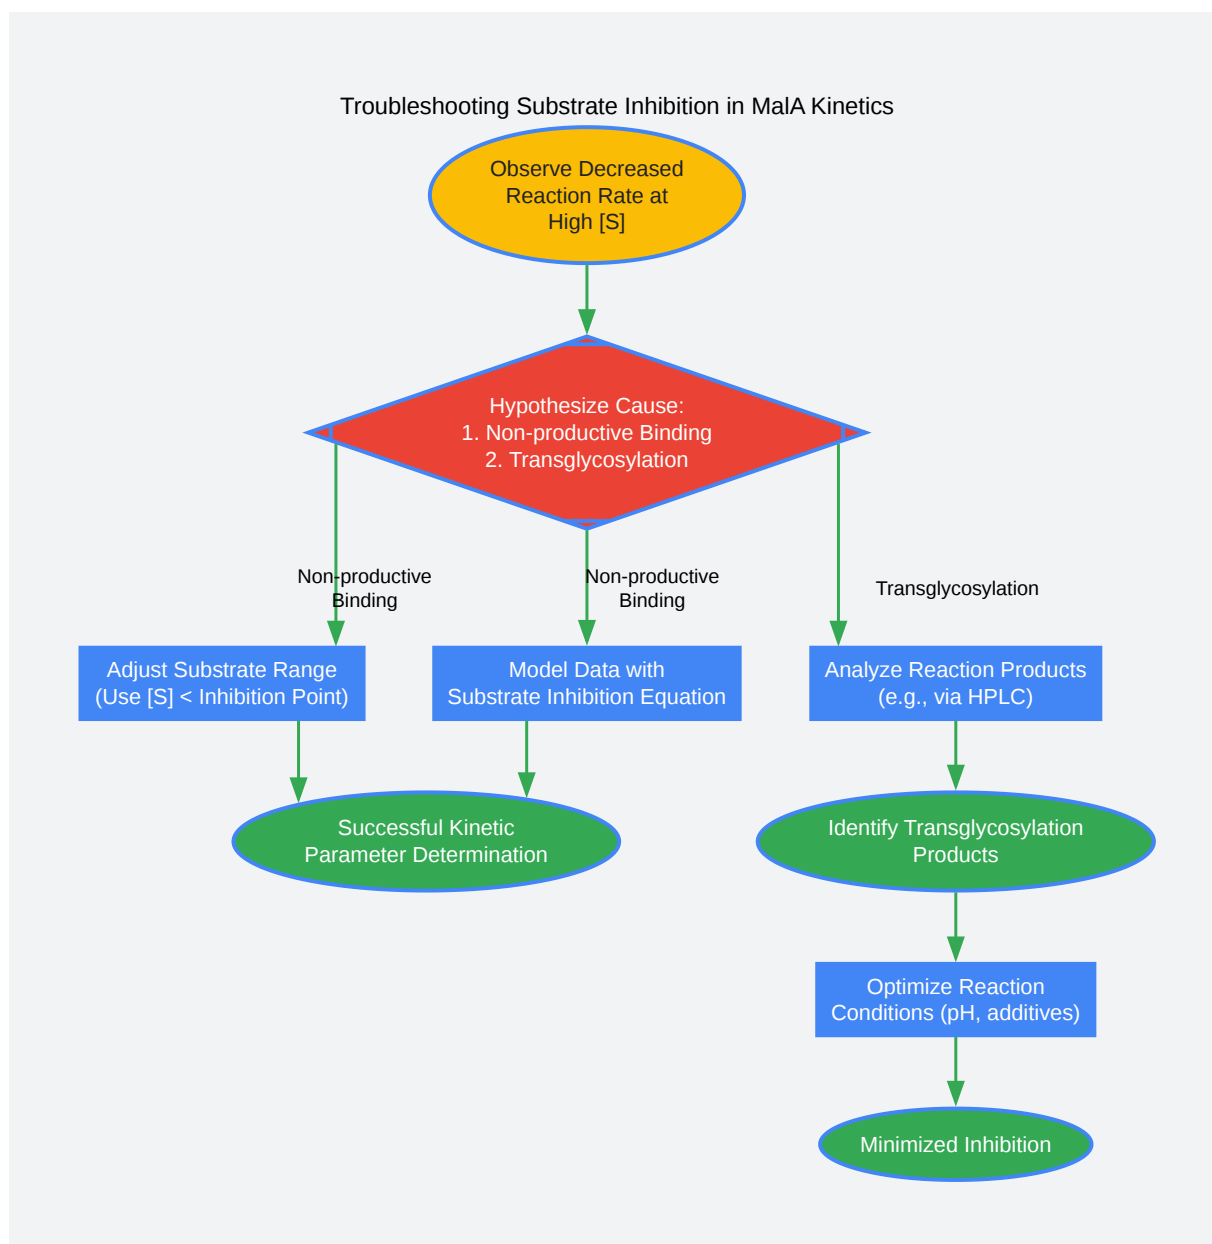 Troubleshooting Substrate Inhibition in MalA Kinetics
Observe Decreased
Reaction Rate at
High [S]
Hypothesize Cause:
1. Non-productive Binding
2. Transglycosylation
Non-productive
Binding
Non-productive
Binding
Transglycosylation
Adjust Substrate Range
(Use [S] < Inhibition Point)
Model Data with
Substrate Inhibition Equation
Analyze Reaction Products
(e.g., via HPLC)
Successful Kinetic
Parameter Determination
Identify Transglycosylation
Products
Optimize Reaction
Conditions (pH, additives)
Minimized Inhibition